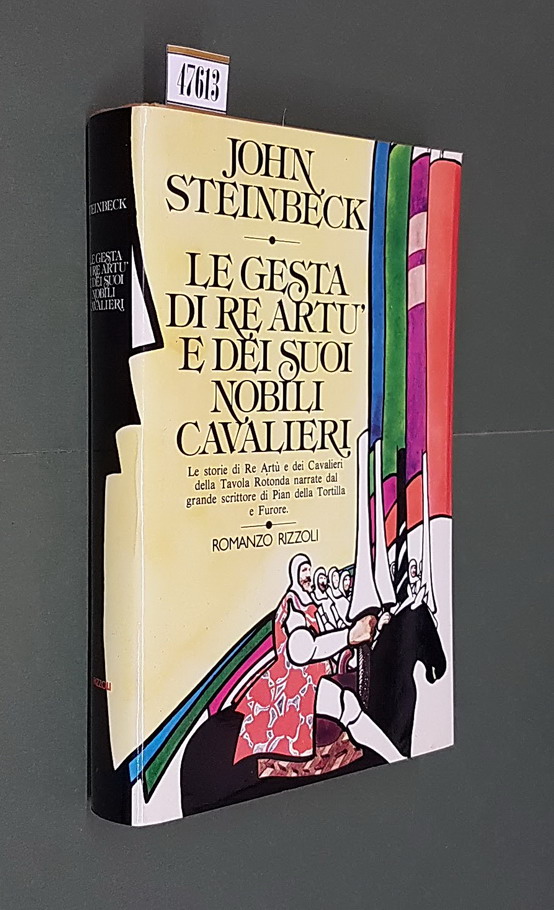 47613
JOHN
STEINBECK
LE GESTA
DI RE ARTU'
E DEI SUOI
NOBILI
CAVALIERI
Le storie di Re Artù e dei Cavalieri
della Tavola Rotonda narrate dal
grande scrittore di Pian della Tortilla
e Furore.
ROMANZO RIZZOLI
STEINBECK
LE GESTA
DI RE ARTU'
E DEI SUOI
NOBILI
CAVALIERI
RIZZOLI